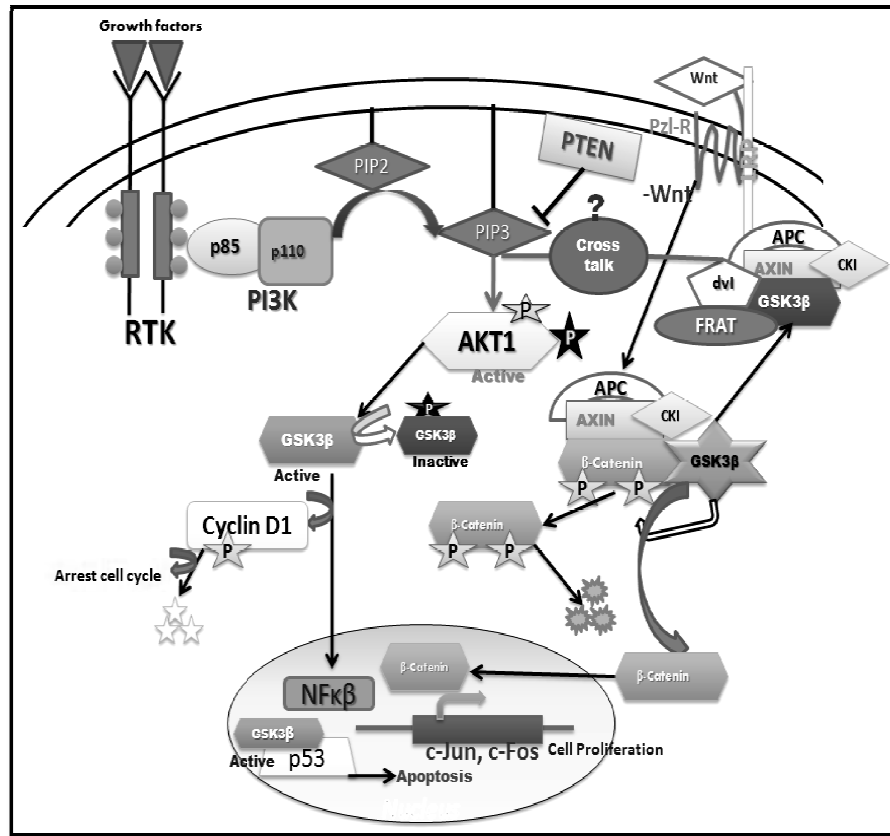 Growth factors
Wnt
Pzl-R
LRP
PTEN
PIP2
-Wnt
?
p85
p110
PIP3
Cross
talk
APC
AXIN
CKI
dvl
GSK3β
PI3K
RTK
FRAT
P
AKT1
P
Active
APC
P
AXIN
CKI
GSK3β
GSK3β
Inactive
Active
β-Catenin
GSK3β
P
P
Cyclin D1
P
β-Catenin
P
P
Arrest cell cycle
β-Catenin
β-Catenin
NFκβ
GSK3β
Active
p53
c-Jun, c-Fos
Cell Proliferation
Apoptosis